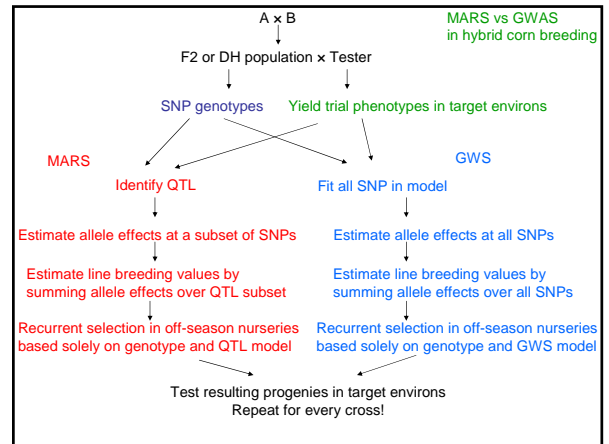 A × B
MARS vs GWAS
in hybrid corn breeding
F2 or DH population × Tester
SNP genotypes
Yield trial phenotypes in target environs
MARS
GWS
Identify QTL
Fit all SNP in model
Estimate allele effects at a subset of SNPs
Estimate allele effects at all SNPs
Estimate line breeding values by
summing allele effects over QTL subset
Estimate line breeding values by
summing allele effects over all SNPs
Recurrent selection in off-season nurseries
based solely on genotype and QTL model
Recurrent selection in off-season nurseries
based solely on genotype and GWS model
Test resulting progenies in target environs
Repeat for every cross!